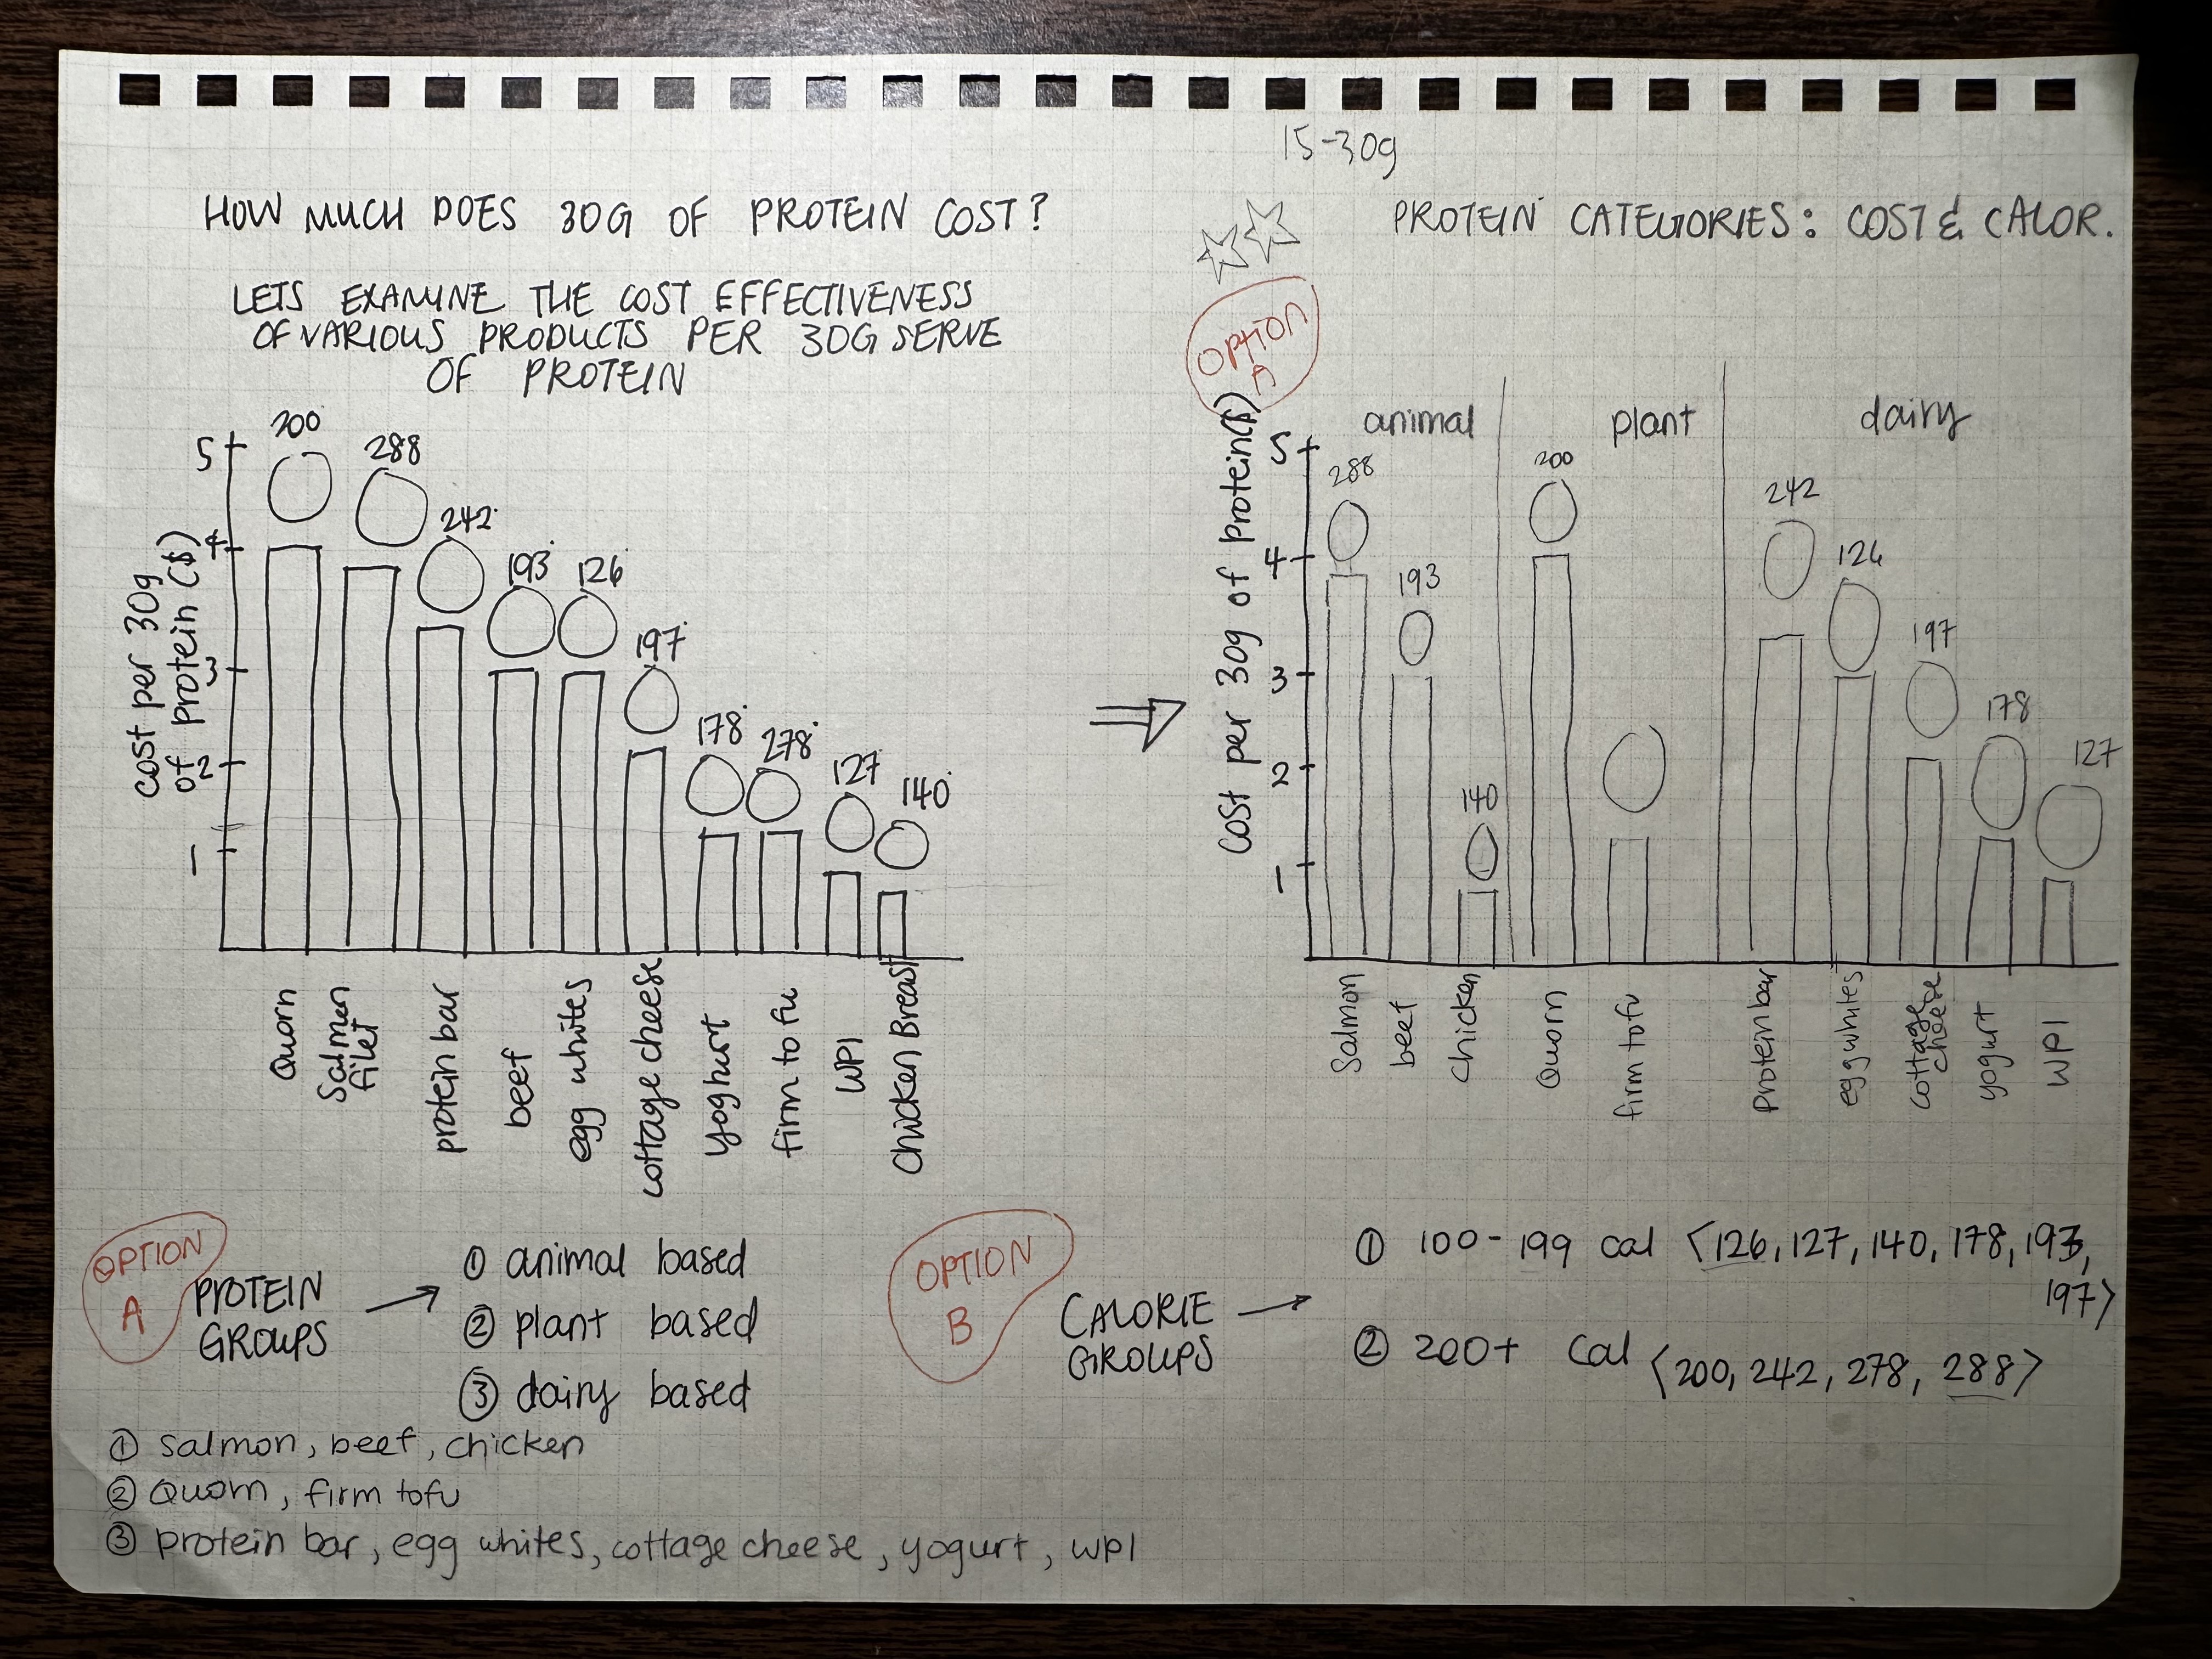 15-30g
HOW MUCH DOES 30G OF PROTEIN COST?
LETS EXAMINE THE COST EFFECTIVENESS
OF VARIOUS PRODUCTS PER 30G SERVE
OF PROTEIN
cost per 30g
of protein ($)
5
4
3
2
1
200
288
242
193
126
197
178
278
127
140
Quorn
Salmon
filet
protein bar
beef
egg whites
cottage cheese
yoghurt
firm tofu
WPI
Chicken Breast
PROTEIN CATEGORIES: COST & CALOR.
OPTION
A
animal
plant
dairy
cost per 30g of protein($)
5
4
3
2
1
288
193
140
200
242
126
197
178
127
Salmon
beef
Chicken
Quorn
firm tofu
Protein bar
egg whites
cottage
cheese
yogurt
WPI
OPTION
A
PROTEIN
GROUPS
① animal based
② plant based
③ dairy based
① salmon, beef, chicken
② Quorn, firm tofu
③ protein bar, egg whites, cottage cheese, yogurt, WPI
OPTION
B
CALORIE
GROUPS
① 100-199 cal <126, 127, 140, 178, 193,
197>
② 200+ cal <200, 242, 278, 288>